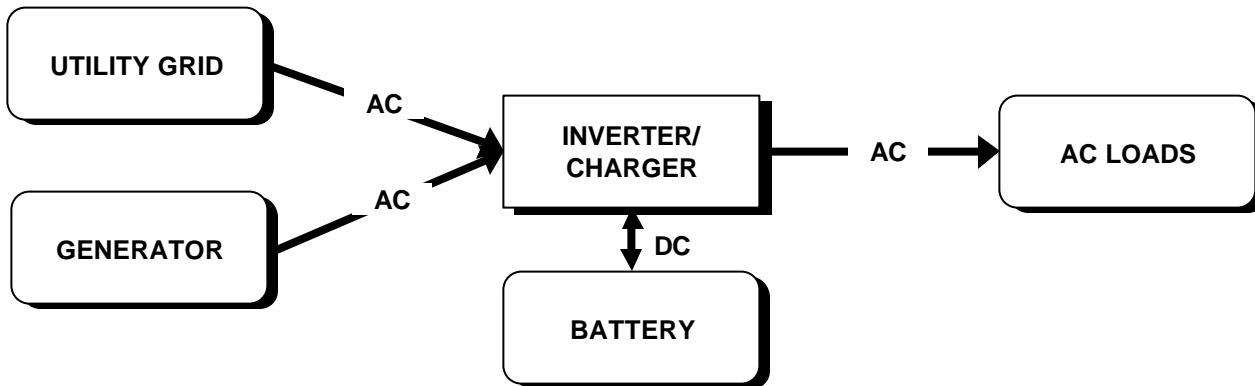 UTILITY GRID
AC
INVERTER/
CHARGER
AC
AC LOADS
GENERATOR
AC
DC
BATTERY